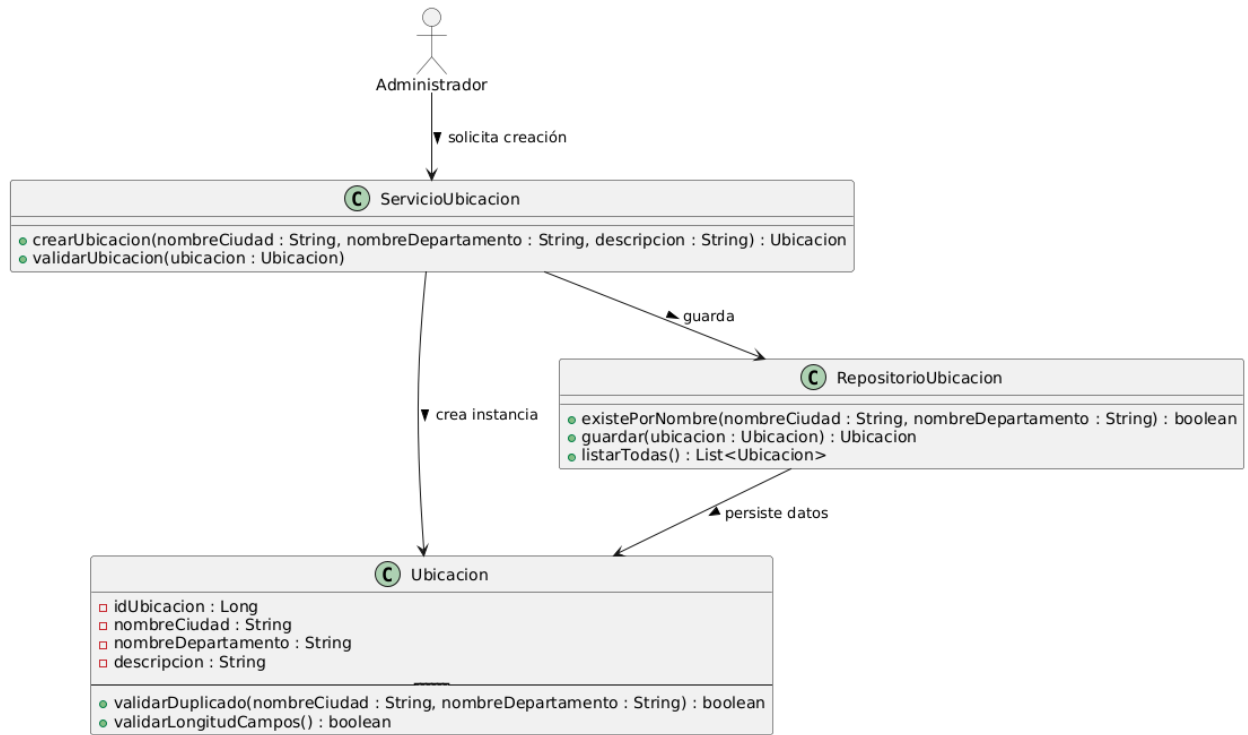 Administrador
solicita creación
C ServicioUbicacion
crearUbicacion(nombreCiudad : String, nombreDepartamento : String, descripcion : String) : Ubicacion
validarUbicacion(ubicacion : Ubicacion)
guarda
C RepositorioUbicacion
existePorNombre(nombreCiudad : String, nombreDepartamento : String) : boolean
guardar(ubicacion : Ubicacion) : Ubicacion
listarTodas() : List<Ubicacion>
crea instancia
persiste datos
C Ubicacion
idUbicacion : Long
nombreCiudad : String
nombreDepartamento : String
descripcion : String
validarDuplicado(nombreCiudad : String, nombreDepartamento : String) : boolean
validarLongitudCampos() : boolean